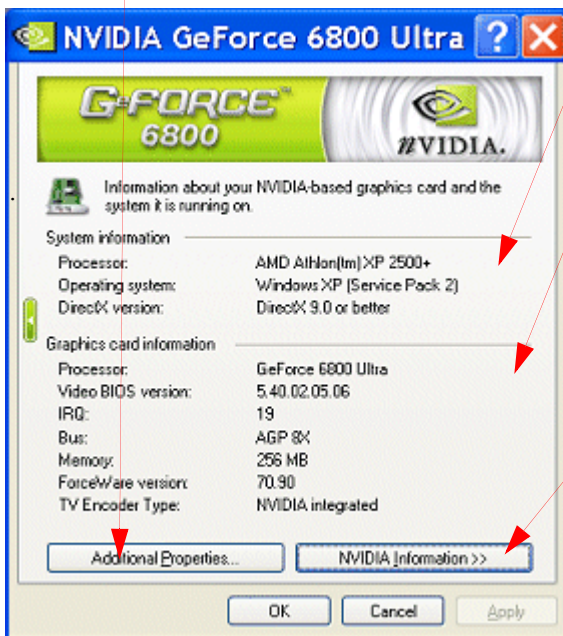 NVIDIA GeForce 6800 Ultra
G-FORCE™
6800
nVIDIA.
Information about your NVIDIA-based graphics card and the
system it is running on.
System information
Processor: AMD Athlon(tm) XP 2500+
Operating system: Windows XP (Service Pack 2)
DirectX version: DirectX 9.0 or better
Graphics card information
Processor: GeForce 6800 Ultra
Video BIOS version: 5.40.02.05.06
IRQ: 19
Bus: AGP 8X
Memory: 256 MB
ForceWare version: 70.90
TV Encoder Type: NVIDIA integrated
Additional Properties... NVIDIA Information >>
OK Cancel Apply